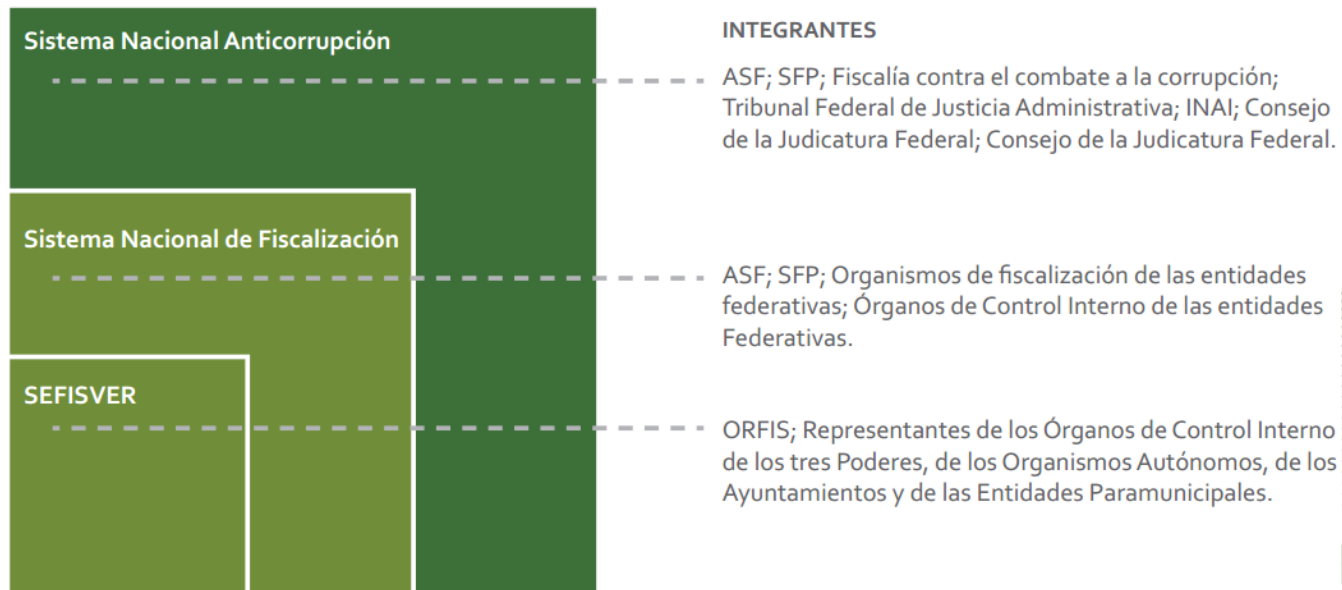 Sistema Nacional Anticorrupción
INTEGRANTES
ASF; SFP; Fiscalía contra el combate a la corrupción;
Tribunal Federal de Justicia Administrativa; INAI; Consejo
de la Judicatura Federal; Consejo de la Judicatura Federal.
Sistema Nacional de Fiscalización
ASF; SFP; Organismos de fiscalización de las entidades
federativas; Órganos de Control Interno de las entidades
Federativas.
SEFISVER
ORFIS; Representantes de los Órganos de Control Interno
de los tres Poderes, de los Organismos Autónomos, de los
Ayuntamientos y de las Entidades Paramunicipales.